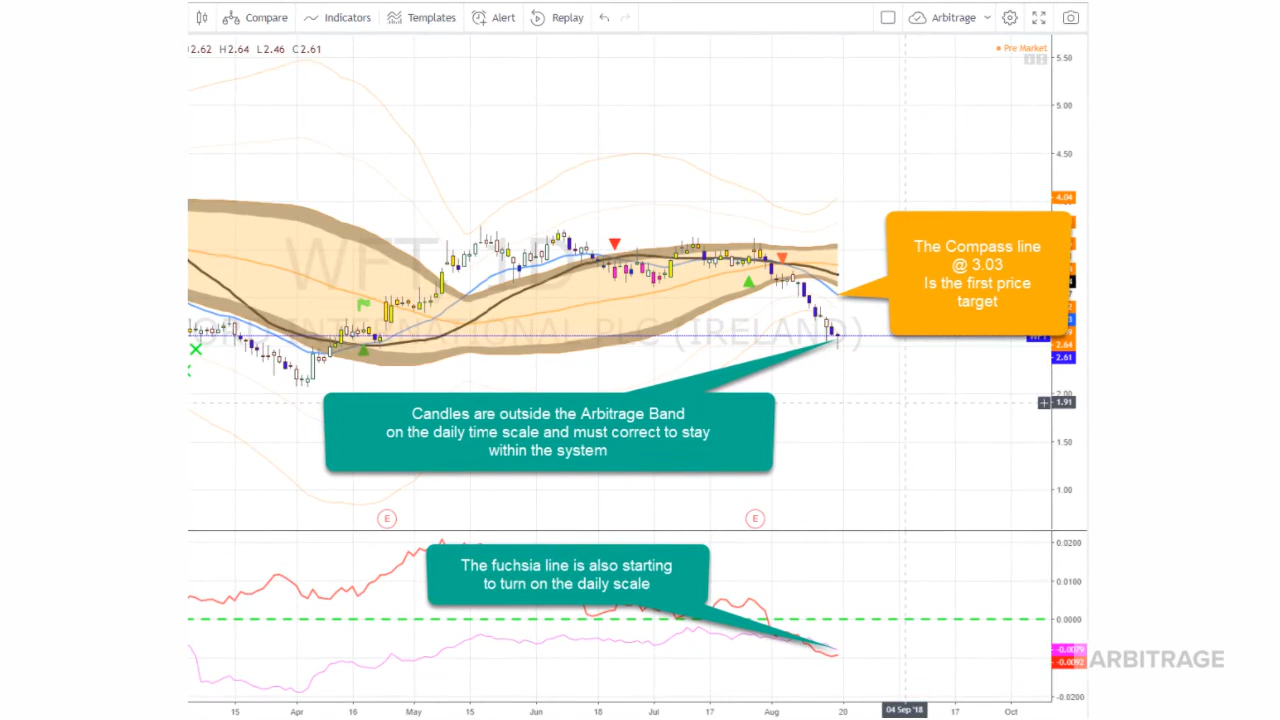 Compare
Indicators
Templates
Alert
Replay
Arbitrage
2.62 H2.64 L2.46 C2.61
Pre Market
5.50
5.00
4.50
4.04
The Compass line
@ 3.03
Is the first price
target
2.64
2.61
2.00
1.91
1.50
1.00
Candles are outside the Arbitrage Band
on the daily time scale and must correct to stay
within the system
E
E
The fuchsia line is also starting
to turn on the daily scale
0.0200
0.0100
0.0000
-0.0079
-0.0092
-0.0200
ARBITRAGE
15 Apr 16 May 14 Jun 18 Jul 17 Aug 20 04 Sep '18 17 Oct